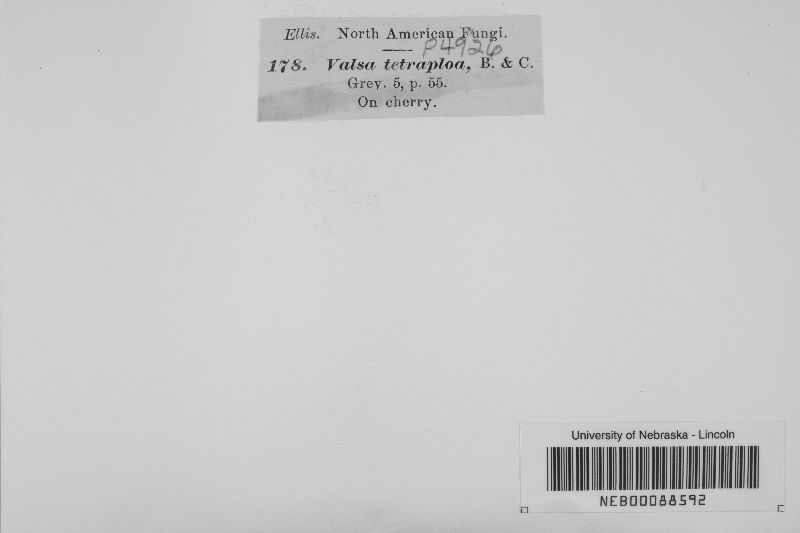 Ellis. North American Fungi.
P4926
178. Valsa tetraploa, B. & C.
Grev. 5, p. 55.
On cherry.
University of Nebraska - Lincoln
NEB00088592